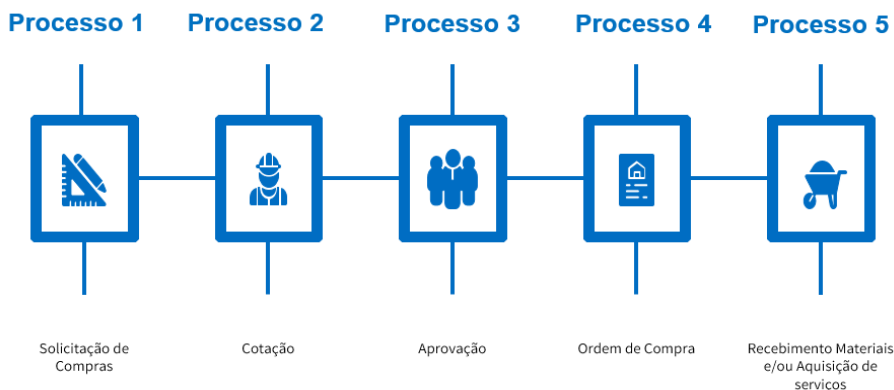 Processo 1
Processo 2
Processo 3
Processo 4
Processo 5
Solicitação de
Compras
Cotação
Aprovação
Ordem de Compra
Recebimento Materiais
e/ou Aquisição de
servicos